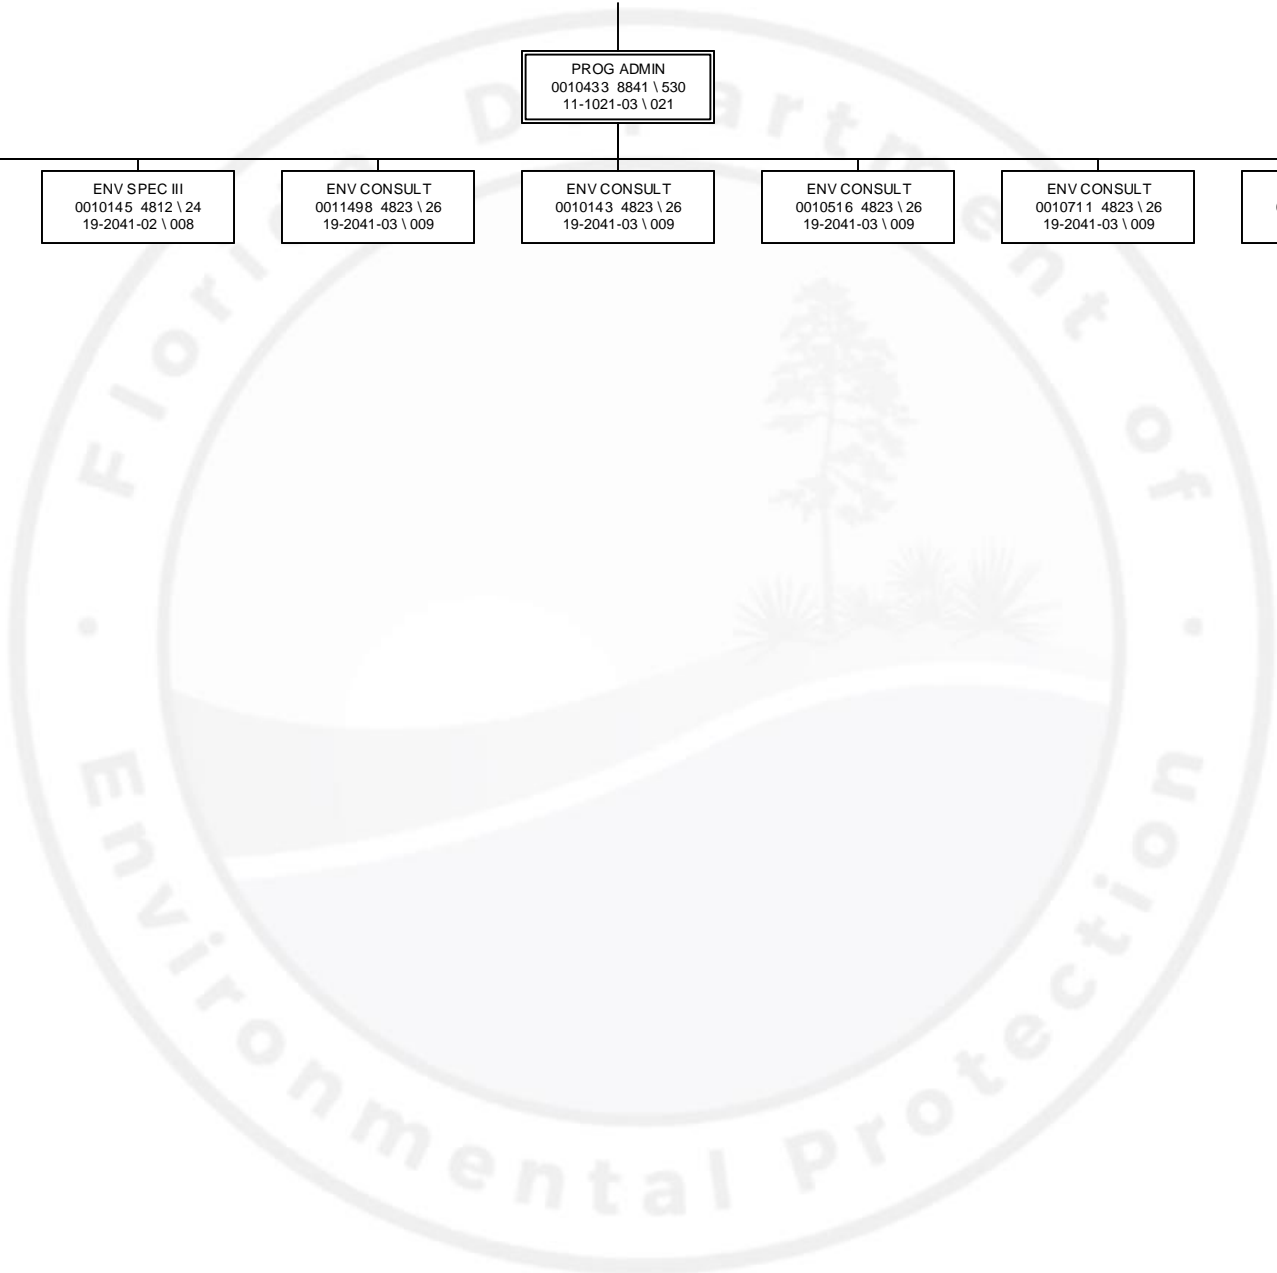 PROG ADMIN
0010433 8841 \ 530
11-1021-03 \ 021
ENV SPEC III
0010145 4812 \ 24
19-2041-02 \ 008
ENV CONSULT
0011498 4823 \ 26
19-2041-03 \ 009
ENV CONSULT
0010143 4823 \ 26
19-2041-03 \ 009
ENV CONSULT
0010516 4823 \ 26
19-2041-03 \ 009
ENV CONSULT
0010711 4823 \ 26
19-2041-03 \ 009
Florida Department of
Environmental Protection